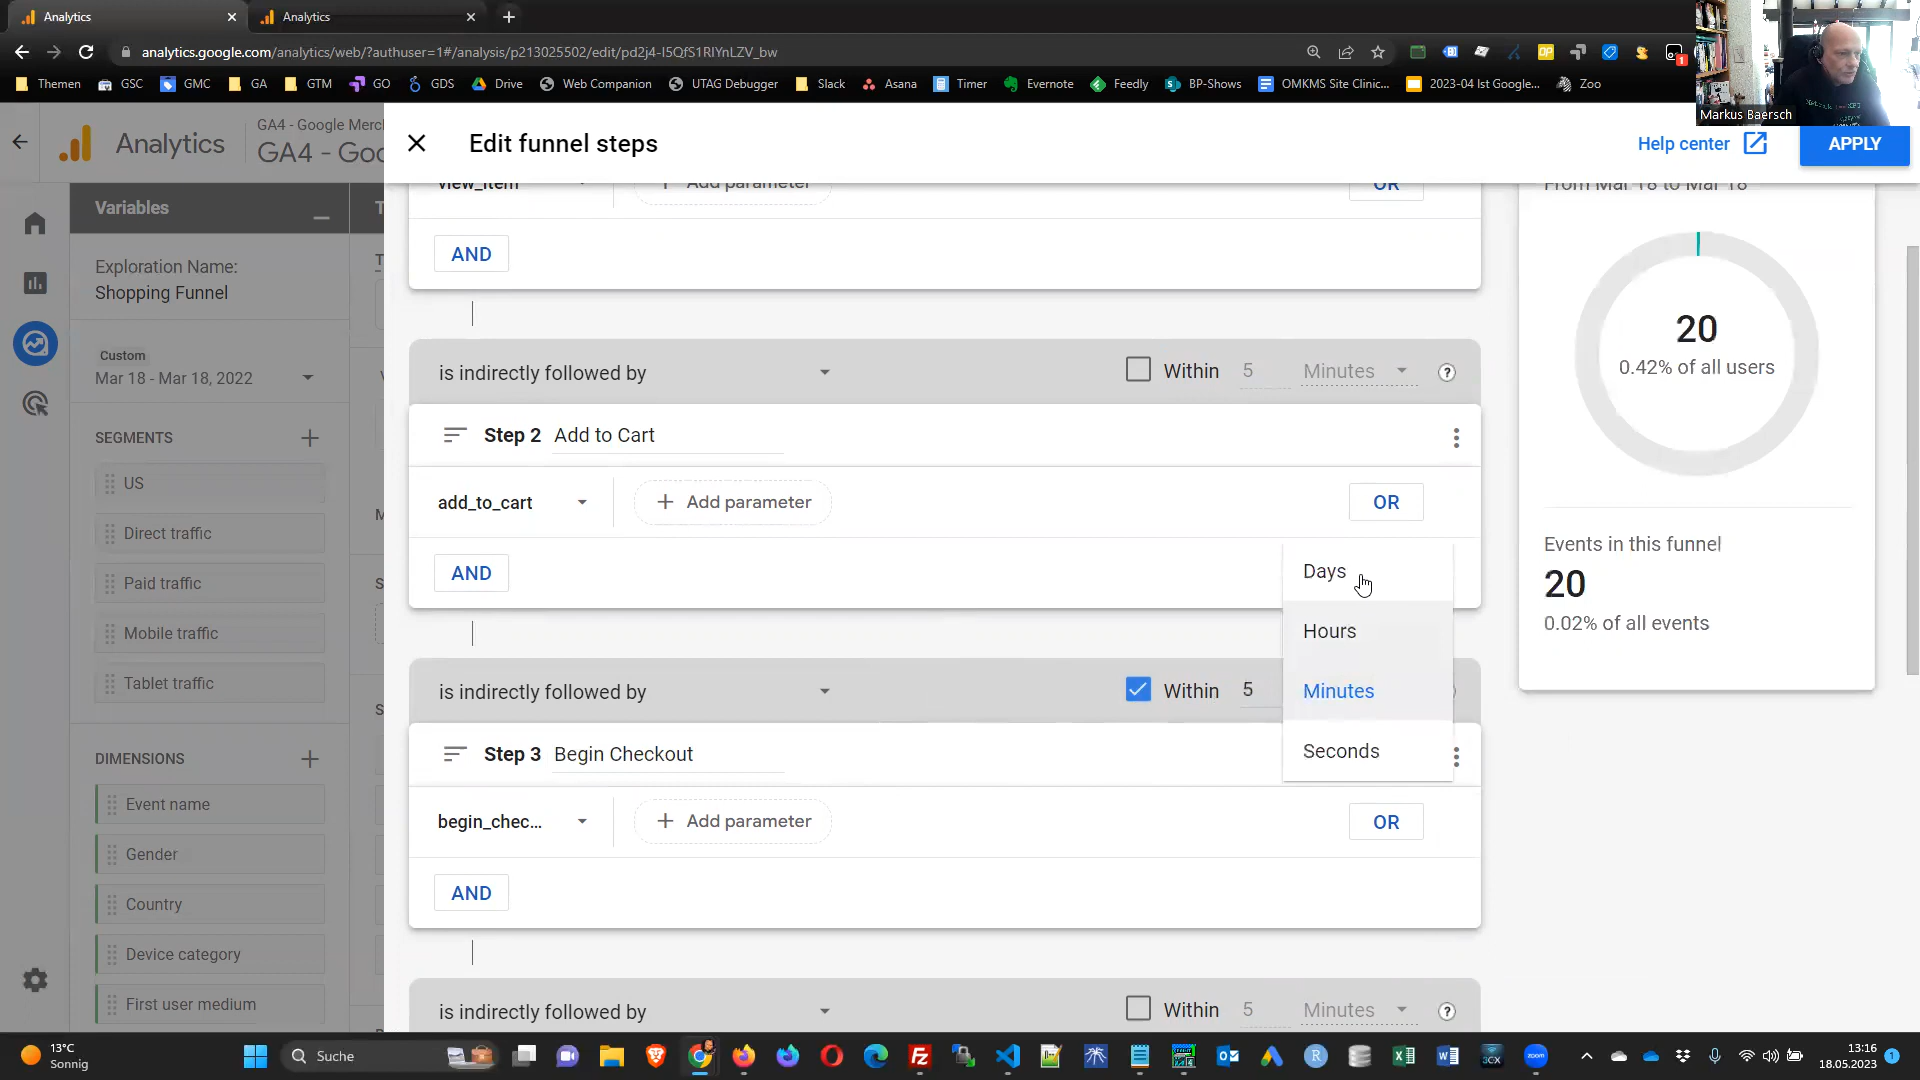 Analytics
Analytics
analytics.google.com/analytics/web/?authuser=1#/analysis/p213025502/edit/pd2j4-I5QfS1RIYnLZV_bw
Themen
GSC
GMC
GA
GTM
GO
GDS
Drive
Web Companion
UTAG Debugger
Slack
Asana
Timer
Evernote
Feedly
BP-Shows
OMKMS Site Clinic...
2023-04 Ist Google...
Zoo
Markus Baersch
Analytics
GA4 - Google Merch
GA4 - Goo
Edit funnel steps
Help center
APPLY
Variables
Exploration Name:
Shopping Funnel
Custom
Mar 18 - Mar 18, 2022
SEGMENTS
US
Direct traffic
Paid traffic
Mobile traffic
Tablet traffic
DIMENSIONS
Event name
Gender
Country
Device category
First user medium
view_item
Add parameter
OR
AND
is indirectly followed by
Within 5 Minutes
Step 2 Add to Cart
add_to_cart
Add parameter
OR
AND
is indirectly followed by
Within 5
Days
Hours
Minutes
Seconds
Step 3 Begin Checkout
begin_chec...
Add parameter
OR
AND
is indirectly followed by
Within 5 Minutes
From Mar 18 to Mar 18
20
0.42% of all users
Events in this funnel
20
0.02% of all events
13°C
Sonnig
Suche
13:16
18.05.2023